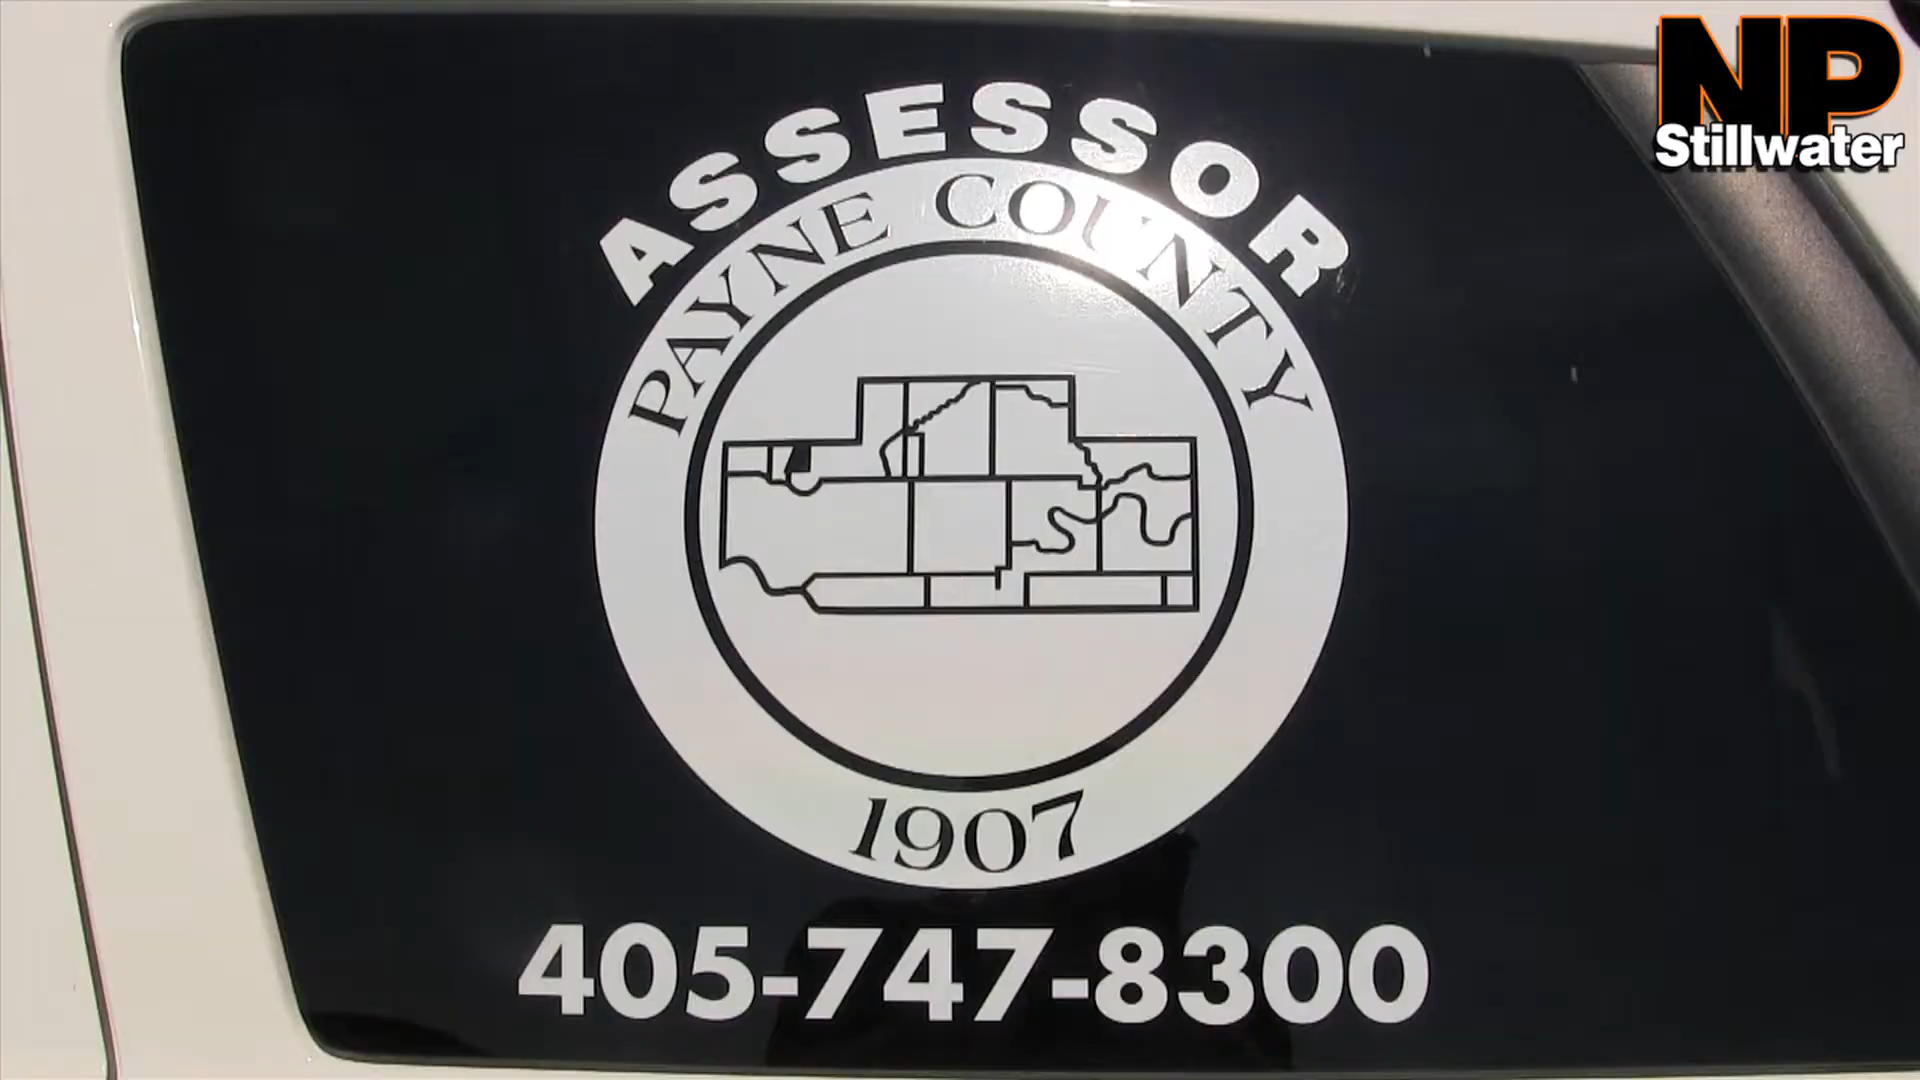 NP
Stillwater
ASSESSOR
PAYNE COUNTY
1907
405-747-8300